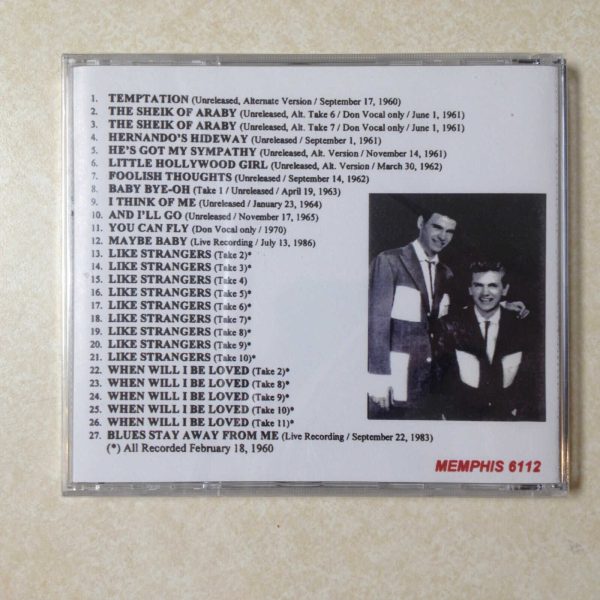 1. TEMPTATION (Unreleased, Alternate Version / September 17, 1960)
2. THE SHEIK OF ARABY (Unreleased, Alt. Take 6 / Don Vocal only / June 1, 1961)
3. THE SHEIK OF ARABY (Unreleased, Alt. Take 7 / Don Vocal only / June 1, 1961)
4. HERNANDO'S HIDEWAY (Unreleased / September 1, 1961)
5. HE'S GOT MY SYMPATHY (Unreleased, Alt. Version / November 14, 1961)
6. LITTLE HOLLYWOOD GIRL (Unreleased, Alt. Version / March 30, 1962)
7. FOOLISH THOUGHTS (Unreleased / September 14, 1962)
8. BABY BYE-OH (Take 1 / Unreleased / April 19, 1963)
9. I THINK OF ME (Unreleased / January 23, 1964)
10. AND I'LL GO (Unreleased / November 17, 1965)
11. YOU CAN FLY (Don Vocal only / 1970)
12. MAYBE BABY (Live Recording / July 13, 1986)
13. LIKE STRANGERS (Take 2)*
14. LIKE STRANGERS (Take 3)*
15. LIKE STRANGERS (Take 4)
16. LIKE STRANGERS (Take 5)*
17. LIKE STRANGERS (Take 6)*
18. LIKE STRANGERS (Take 7)*
19. LIKE STRANGERS (Take 8)*
20. LIKE STRANGERS (Take 9)*
21. LIKE STRANGERS (Take 10)*
22. WHEN WILL I BE LOVED (Take 2)*
23. WHEN WILL I BE LOVED (Take 8)*
24. WHEN WILL I BE LOVED (Take 9)*
25. WHEN WILL I BE LOVED (Take 10)*
26. WHEN WILL I BE LOVED (Take 11)*
27. BLUES STAY AWAY FROM ME (Live Recording / September 22, 1983)
(*) All Recorded February 18, 1960
MEMPHIS 6112